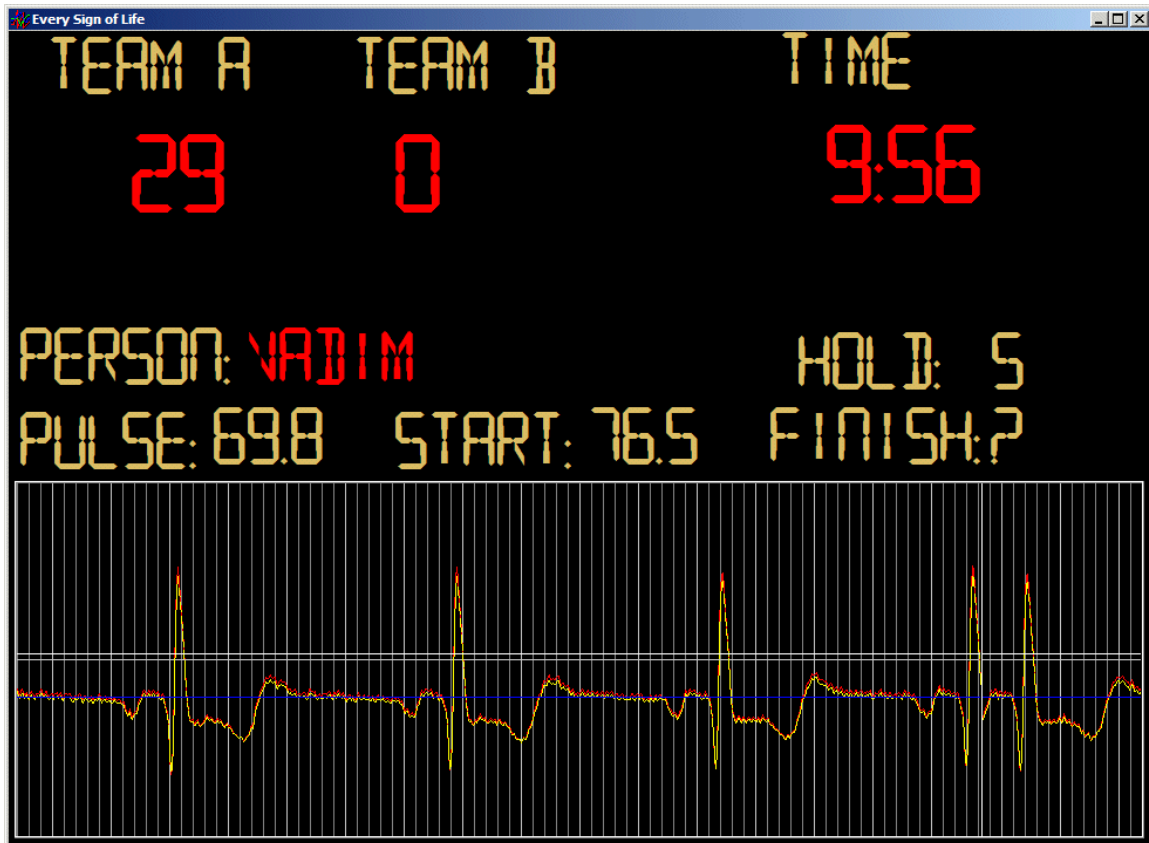 Every Sign of Life
TEAM A TEAM B TIME
29 0 9:56
PERSON: VADIM HOLD: 5
PULSE: 69.8 START: 76.5 FINISH:?